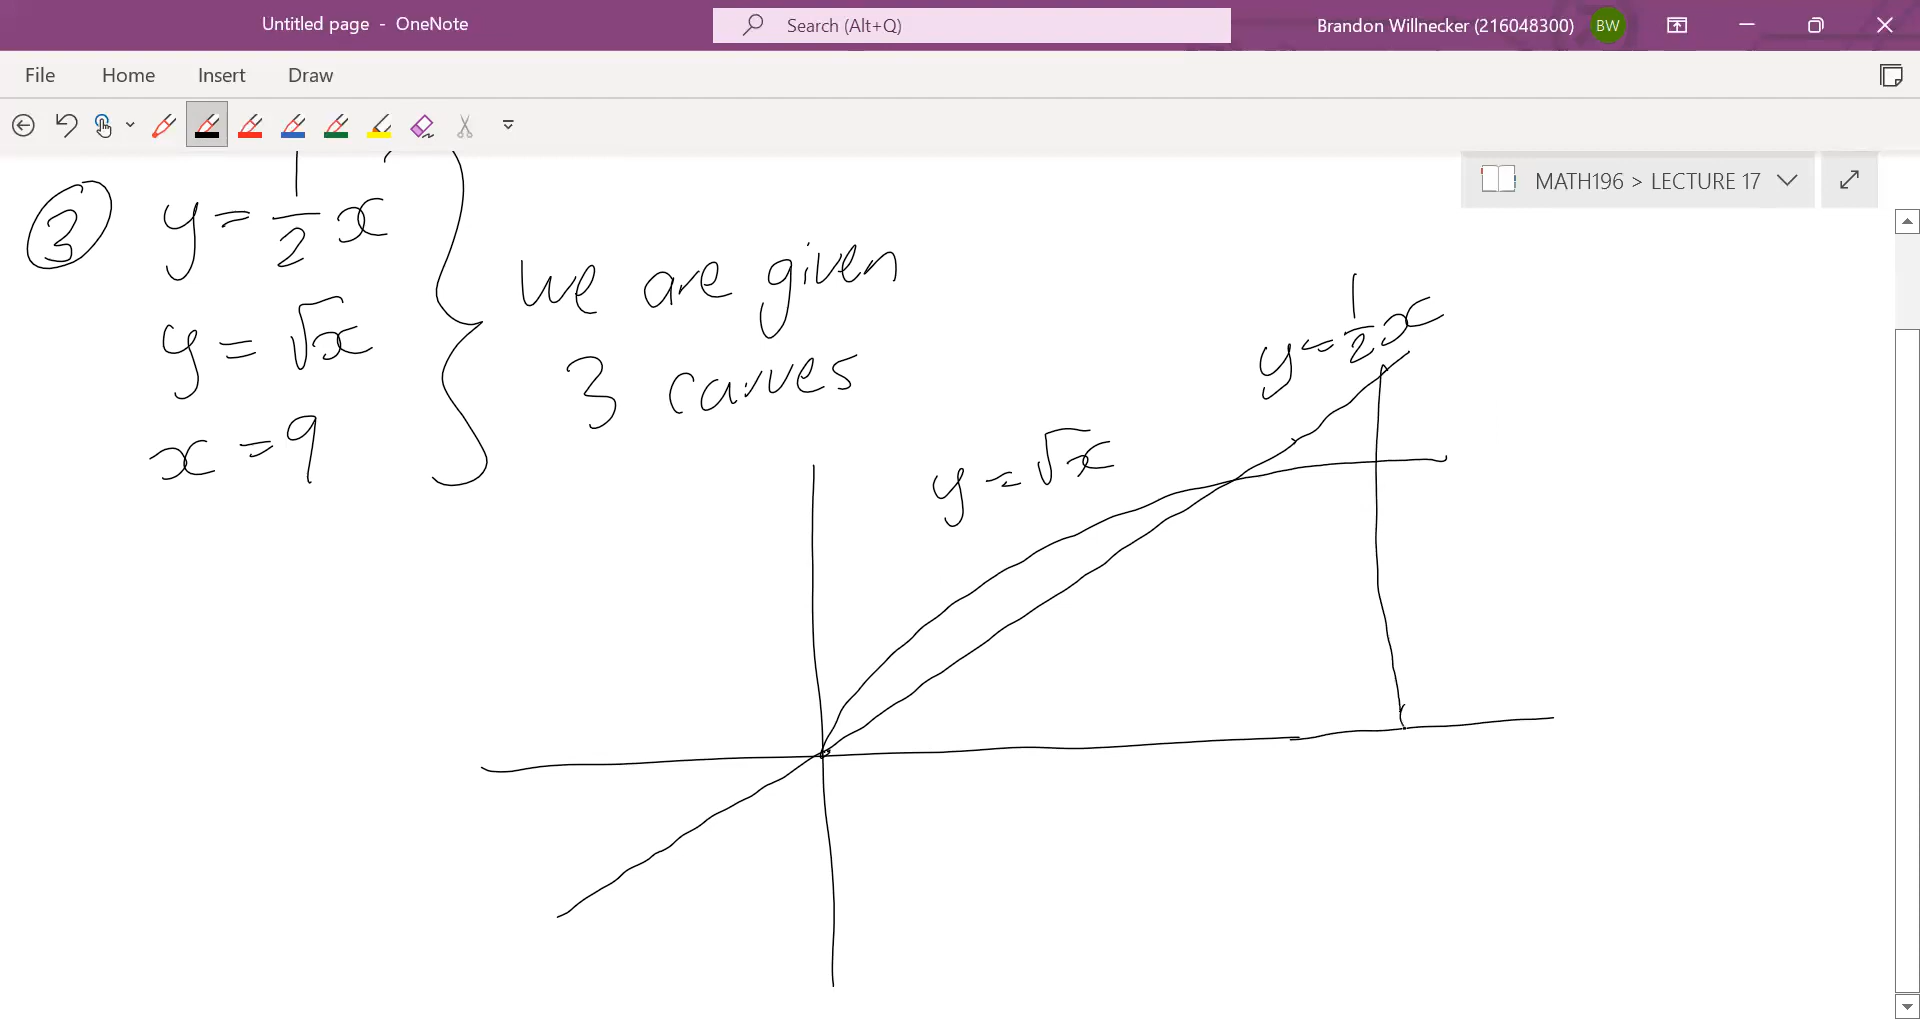 Untitled page - OneNote
Search (Alt+Q)
Brandon Willnecker (216048300) BW
File Home Insert Draw
MATH196 > LECTURE 17
③ y = 1/2 x
y = √x
x = 9
we are given
3 curves
y = √x
y = 1/2 x